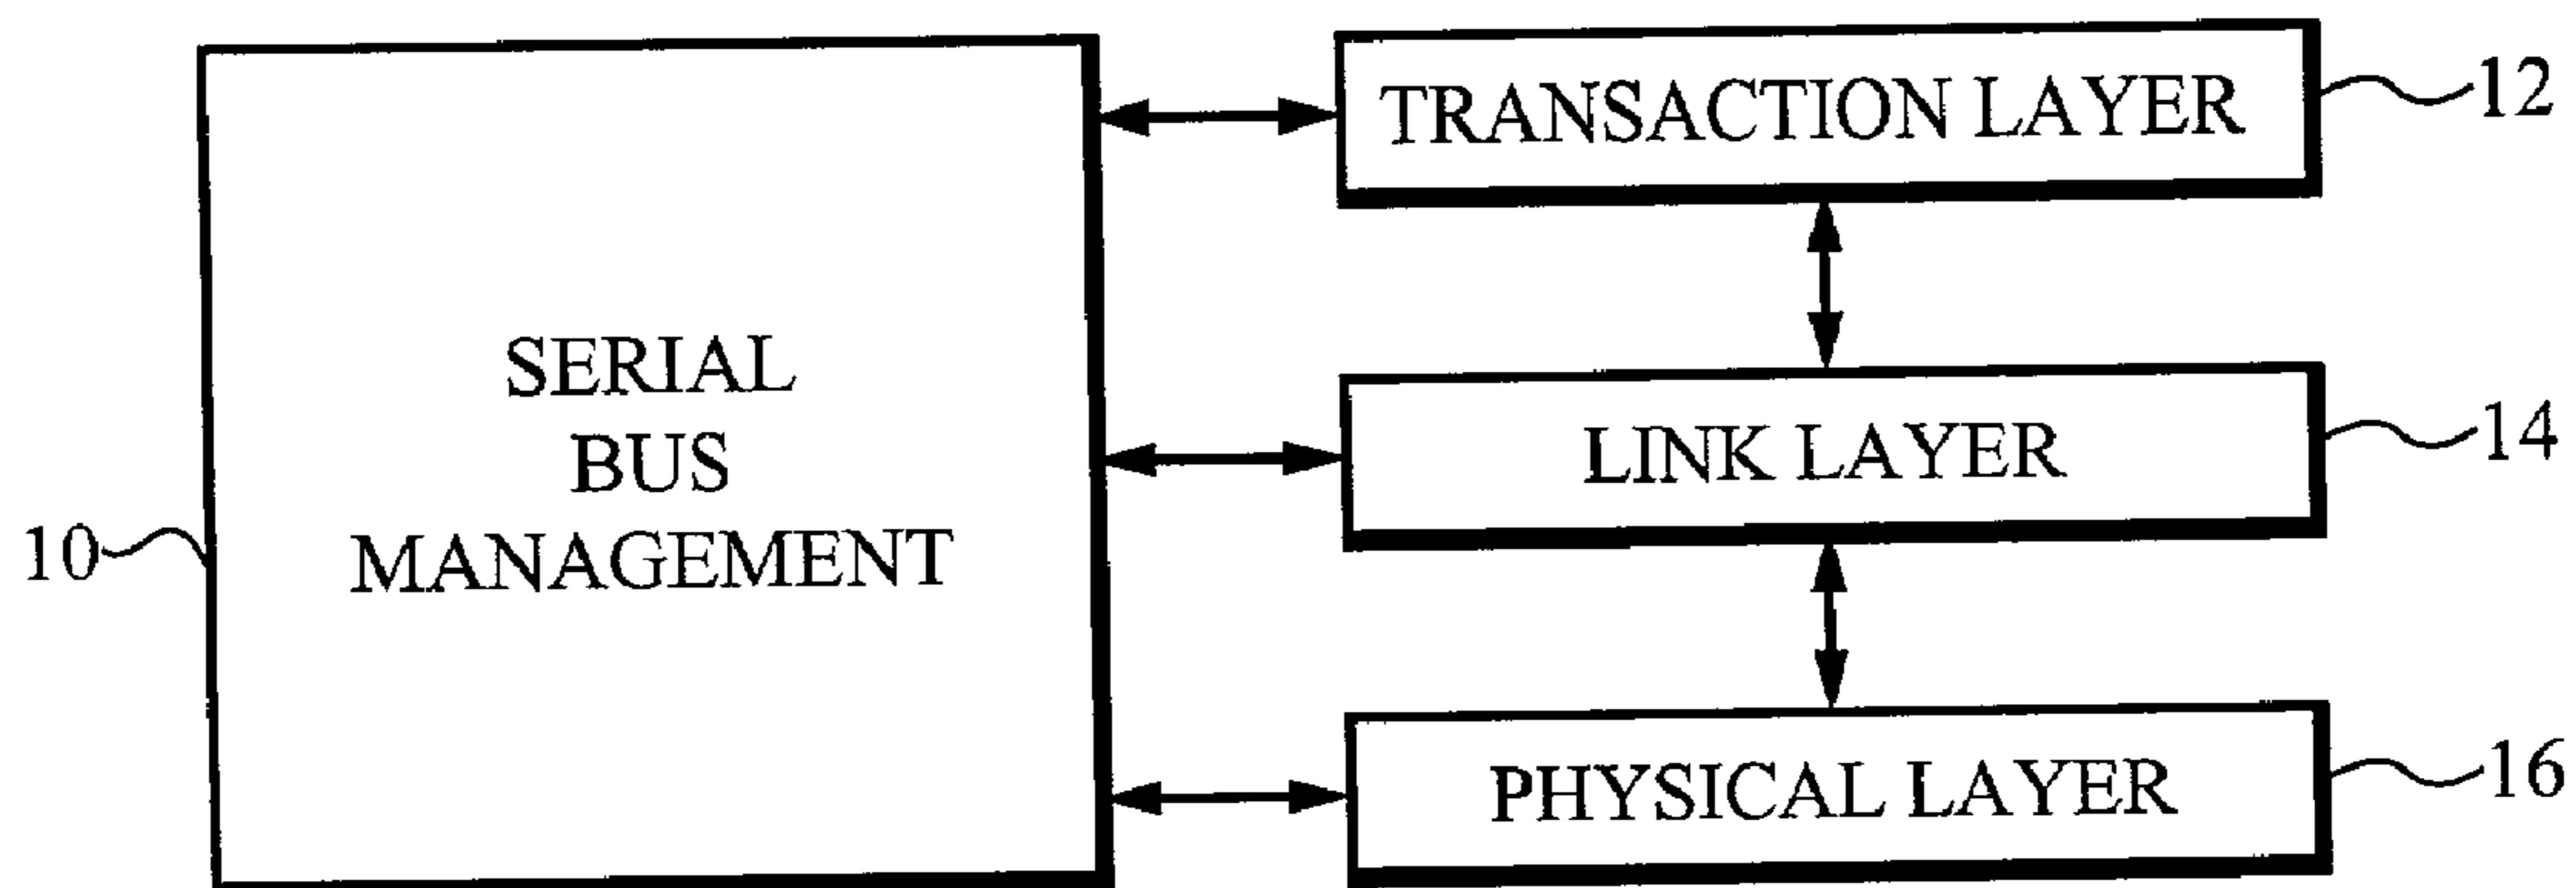 TRANSACTION LAYER
12
SERIAL
BUS
MANAGEMENT
10
LINK LAYER
14
PHYSICAL LAYER
16